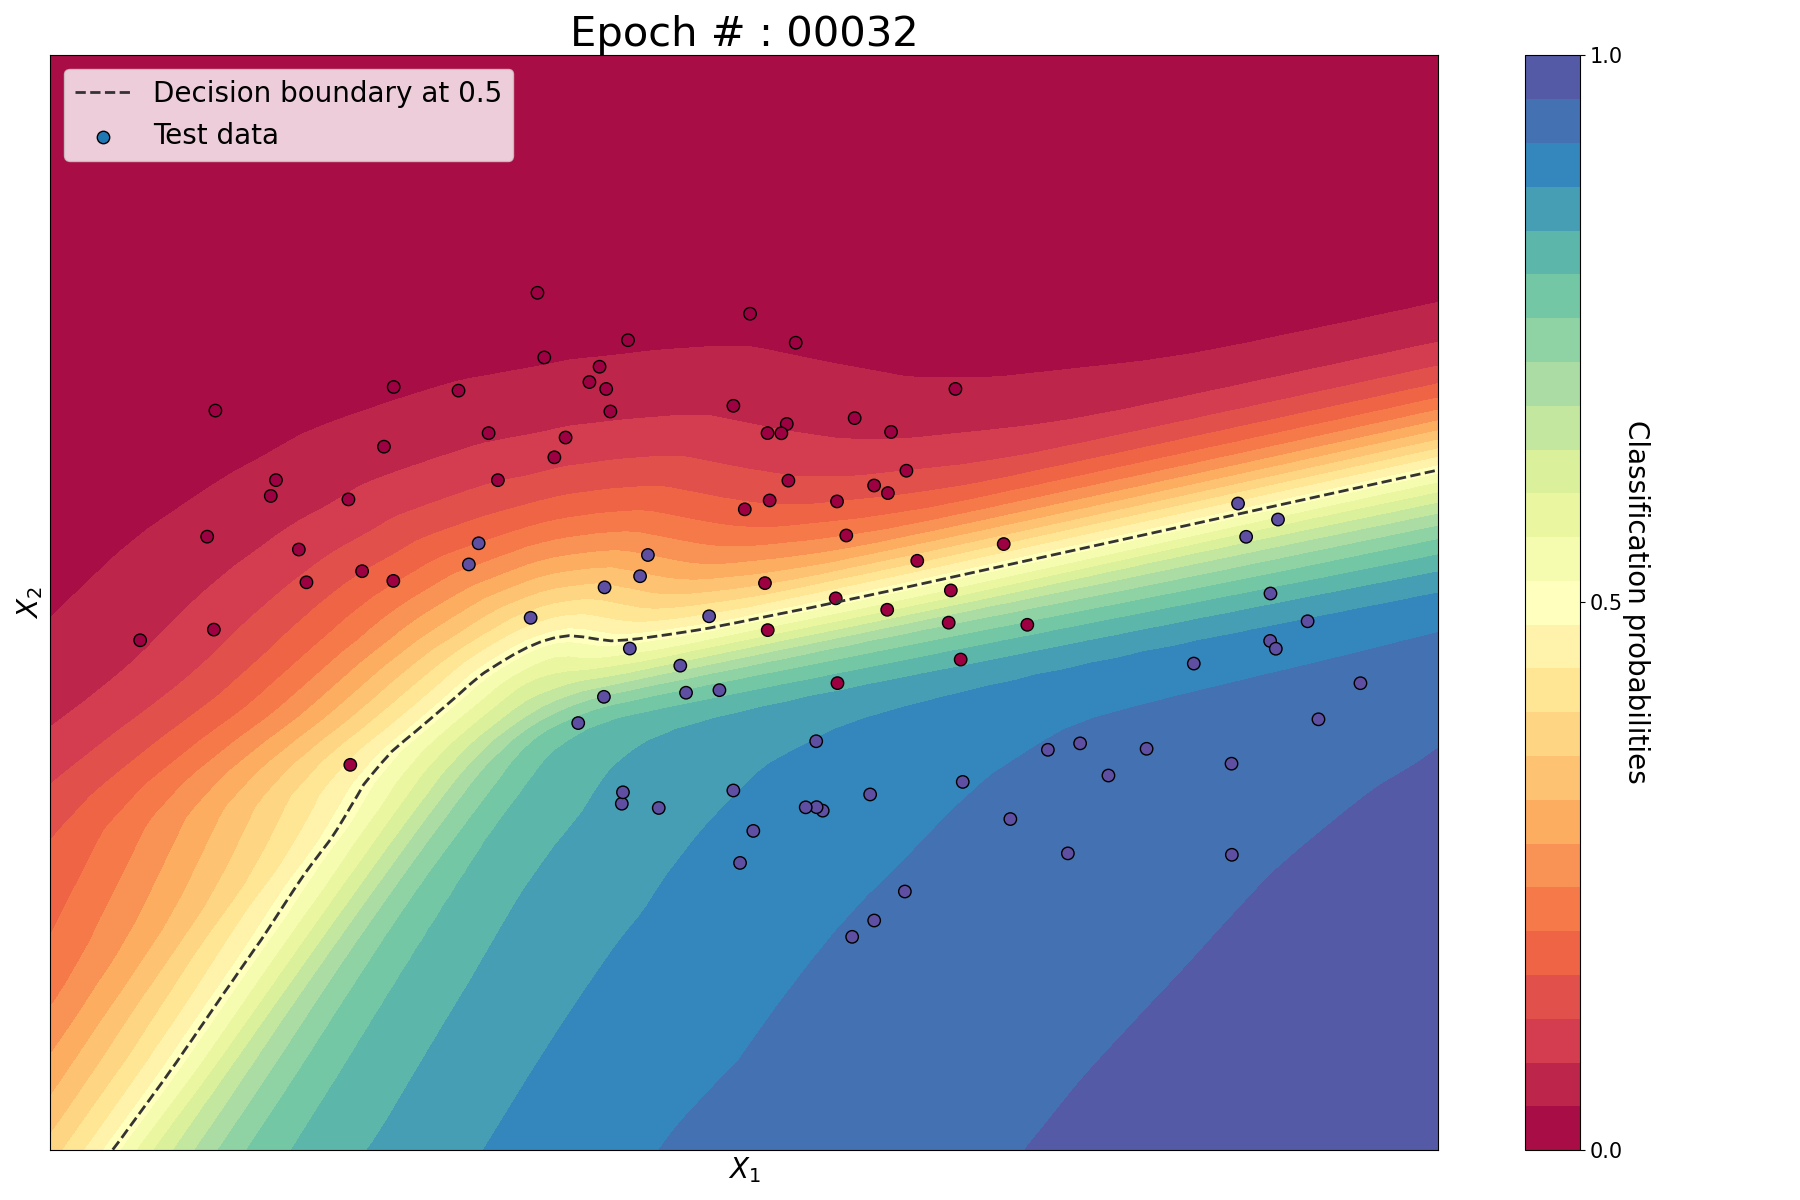 Epoch # : 00032
Decision boundary at 0.5
Test data
X₂
X₁
1.0
0.5
0.0
Classification probabilities